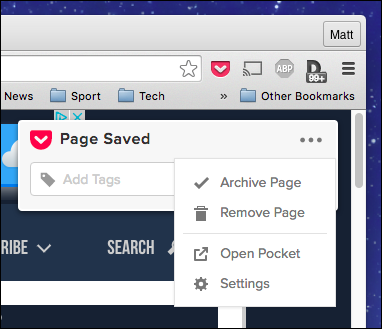 Matt
ABP
99+
News Sport Tech » Other Bookmarks
Page Saved
Add Tags
Archive Page
Remove Page
RIBE SEARCH
Open Pocket
Settings